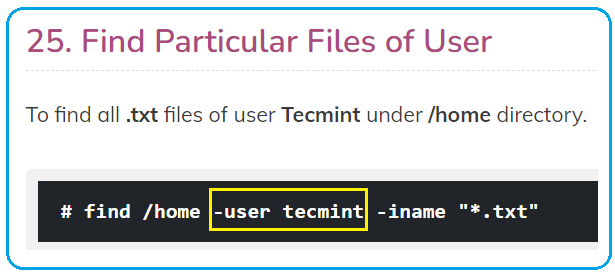 25. Find Particular Files of User
To find all .txt files of user Tecmint under /home directory.
# find /home -user tecmint -iname "*.txt"